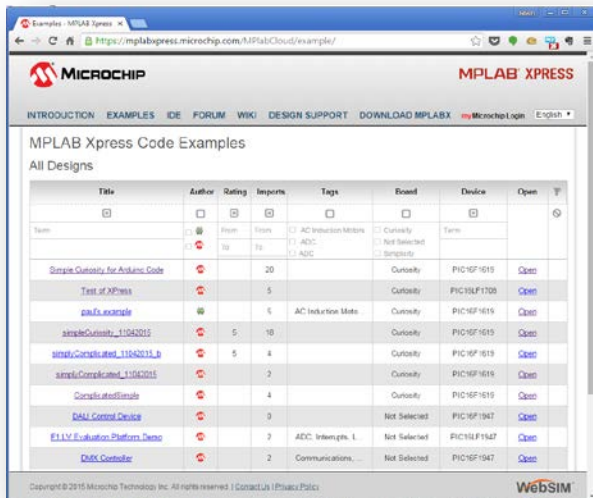 Examples - MPLAB Xpress
https://mplabxpress.microchip.com/MPlabCloud/example/
MICROCHIP
MPLAB XPRESS
INTRODUCTION EXAMPLES IDE FORUM WIKI DESIGN SUPPORT DOWNLOAD MPLABX myMicrochip Login English
MPLAB Xpress Code Examples
All Designs
Title Author Rating Imports Tags Board Device Open
Term From From AC Induction Motors Curiosity Term
To To ADC Not Selected
ADC Simplicity
Simple Curiosity for Arduino Code 20 Curiosity PIC16F1619 Open
Test of XPress 5 Curiosity PIC16LF1708 Open
paul's example 5 AC Induction Moto... Curiosity PIC16F1619 Open
simpleCuriosity_11042015 5 18 Curiosity PIC16F1619 Open
simplyComplicated_11042015_b 5 4 Curiosity PIC16F1619 Open
simplyComplicated_11042015 2 Curiosity PIC16F1619 Open
ComplicatedSimple 4 Curiosity PIC16F1619 Open
DALI Control Device 0 Not Selected PIC16F1947 Open
F1 LV Evaluation Platform Demo 2 ADC, Interrupts, L... Not Selected PIC16LF1947 Open
DMX Controller 2 Communications, ... Not Selected PIC16F1947 Open
Copyright © 2015 Microchip Technology Inc. All rights reserved. | Contact Us | Privacy Policy
WEBSIM